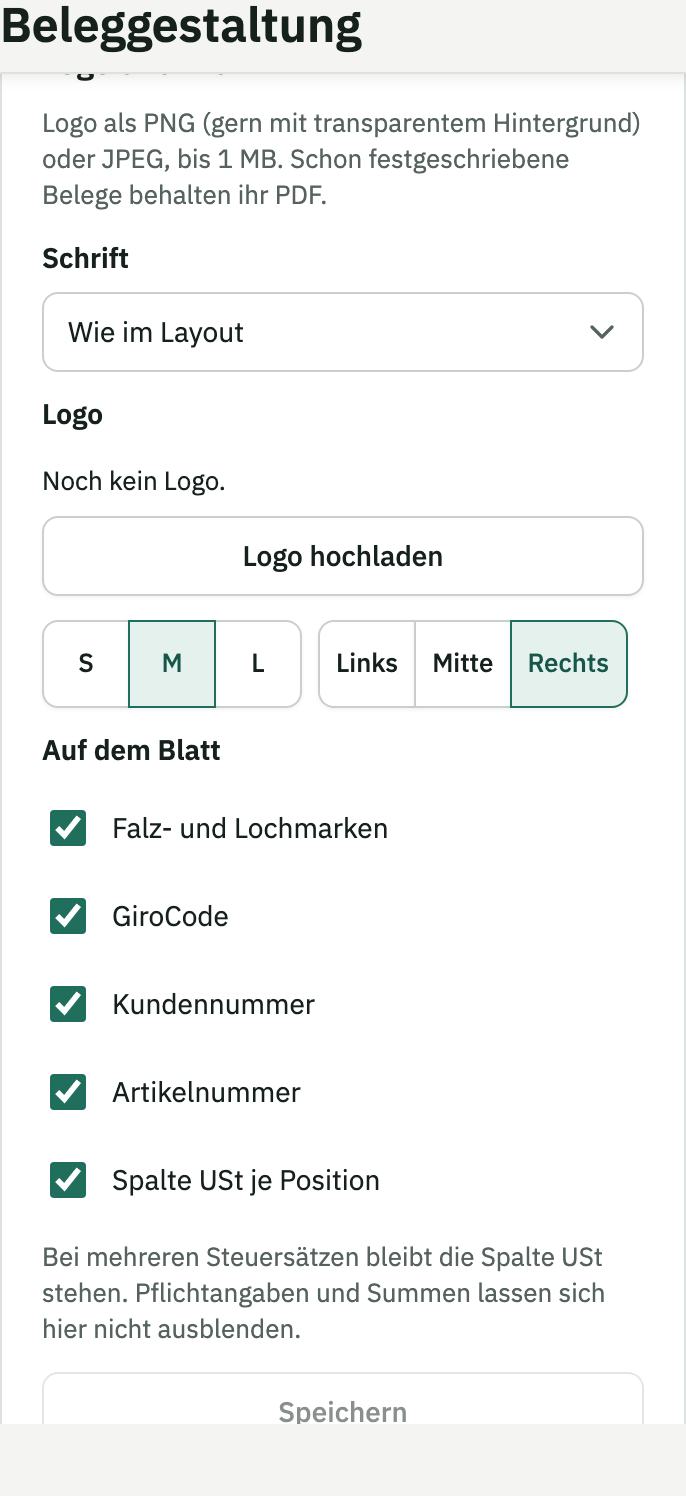 Beleggestaltung
Logo als PNG (gern mit transparentem Hintergrund)
oder JPEG, bis 1 MB. Schon festgeschriebene
Belege behalten ihr PDF.
Schrift
Wie im Layout
Logo
Noch kein Logo.
Logo hochladen
S M L Links Mitte Rechts
Auf dem Blatt
Falz- und Lochmarken
GiroCode
Kundennummer
Artikelnummer
Spalte USt je Position
Bei mehreren Steuersätzen bleibt die Spalte USt
stehen. Pflichtangaben und Summen lassen sich
hier nicht ausblenden.
Speichern